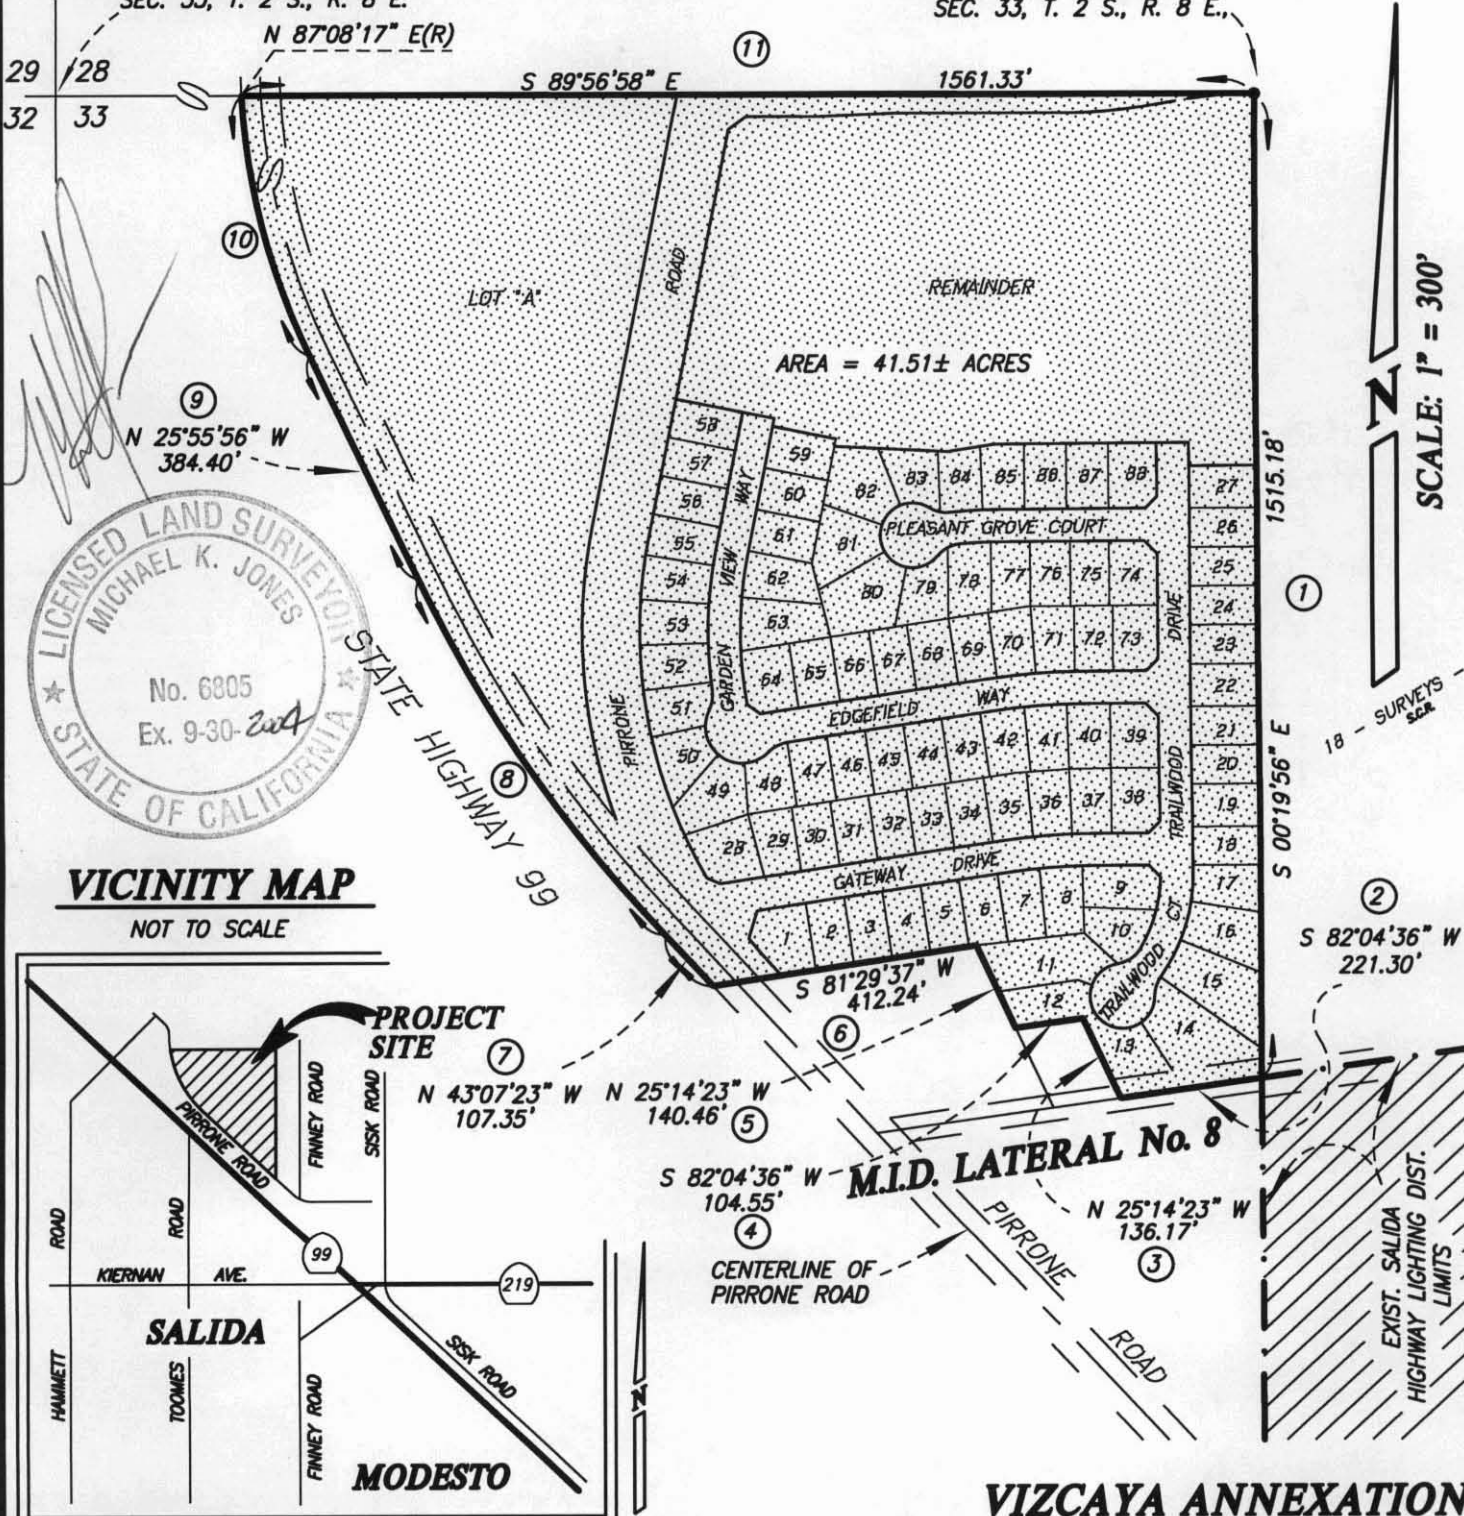 SEC. 33, T. 2 S., R. 8 E.
SEC. 33, T. 2 S., R. 8 E.,
N 87°08'17" E(R)
11
29 28
32 33
S 89°56'58" E
1561.33'
10
ROAD
LOT "A"
REMAINDER
AREA = 41.51± ACRES
N
SCALE: 1" = 300'
9
N 25°55'56" W
384.40'
58
57
56
55
54
53
52
51
50
49
48
47
46
45
44
43
42
41
40
39
59
60
61
62
63
64
65
66
67
68
69
70
71
72
73
82
83
84
85
86
87
88
81
80
79
78
77
76
75
74
27
26
25
24
23
22
21
20
19
18
17
16
15
14
13
28
29
30
31
32
33
34
35
36
37
38
1
2
3
4
5
6
7
8
9
10
11
12
GARDEN VIEW WAY
PLEASANT GROVE COURT
EDGEFIELD WAY
TRAILWOOD DRIVE
GATEWAY DRIVE
TRAILWOOD CT
PIRRONE
1515.18'
1
S 00°19'56" E
18 - SURVEYS
S.C.R.
LICENSED LAND SURVEYOR
MICHAEL K. JONES
No. 6805
Ex. 9-30-2004
STATE OF CALIFORNIA
STATE HIGHWAY 99
8
2
S 82°04'36" W
221.30'
S 81°29'37" W
412.24'
6
7
N 43°07'23" W
107.35'
N 25°14'23" W
140.46'
5
S 82°04'36" W
104.55'
4
M.I.D. LATERAL No. 8
N 25°14'23" W
136.17'
3
CENTERLINE OF
PIRRONE ROAD
PIRRONE
ROAD
EXIST. SALIDA
HIGHWAY LIGHTING DIST.
LIMITS
VICINITY MAP
NOT TO SCALE
PROJECT
SITE
PIRRONE ROAD
FINNEY ROAD
SISK ROAD
HAMMETT
ROAD
TOOMES
ROAD
99
KIERNAN AVE.
219
SALIDA
SISK ROAD
FINNEY ROAD
MODESTO
N
VIZCAYA ANNEXATION